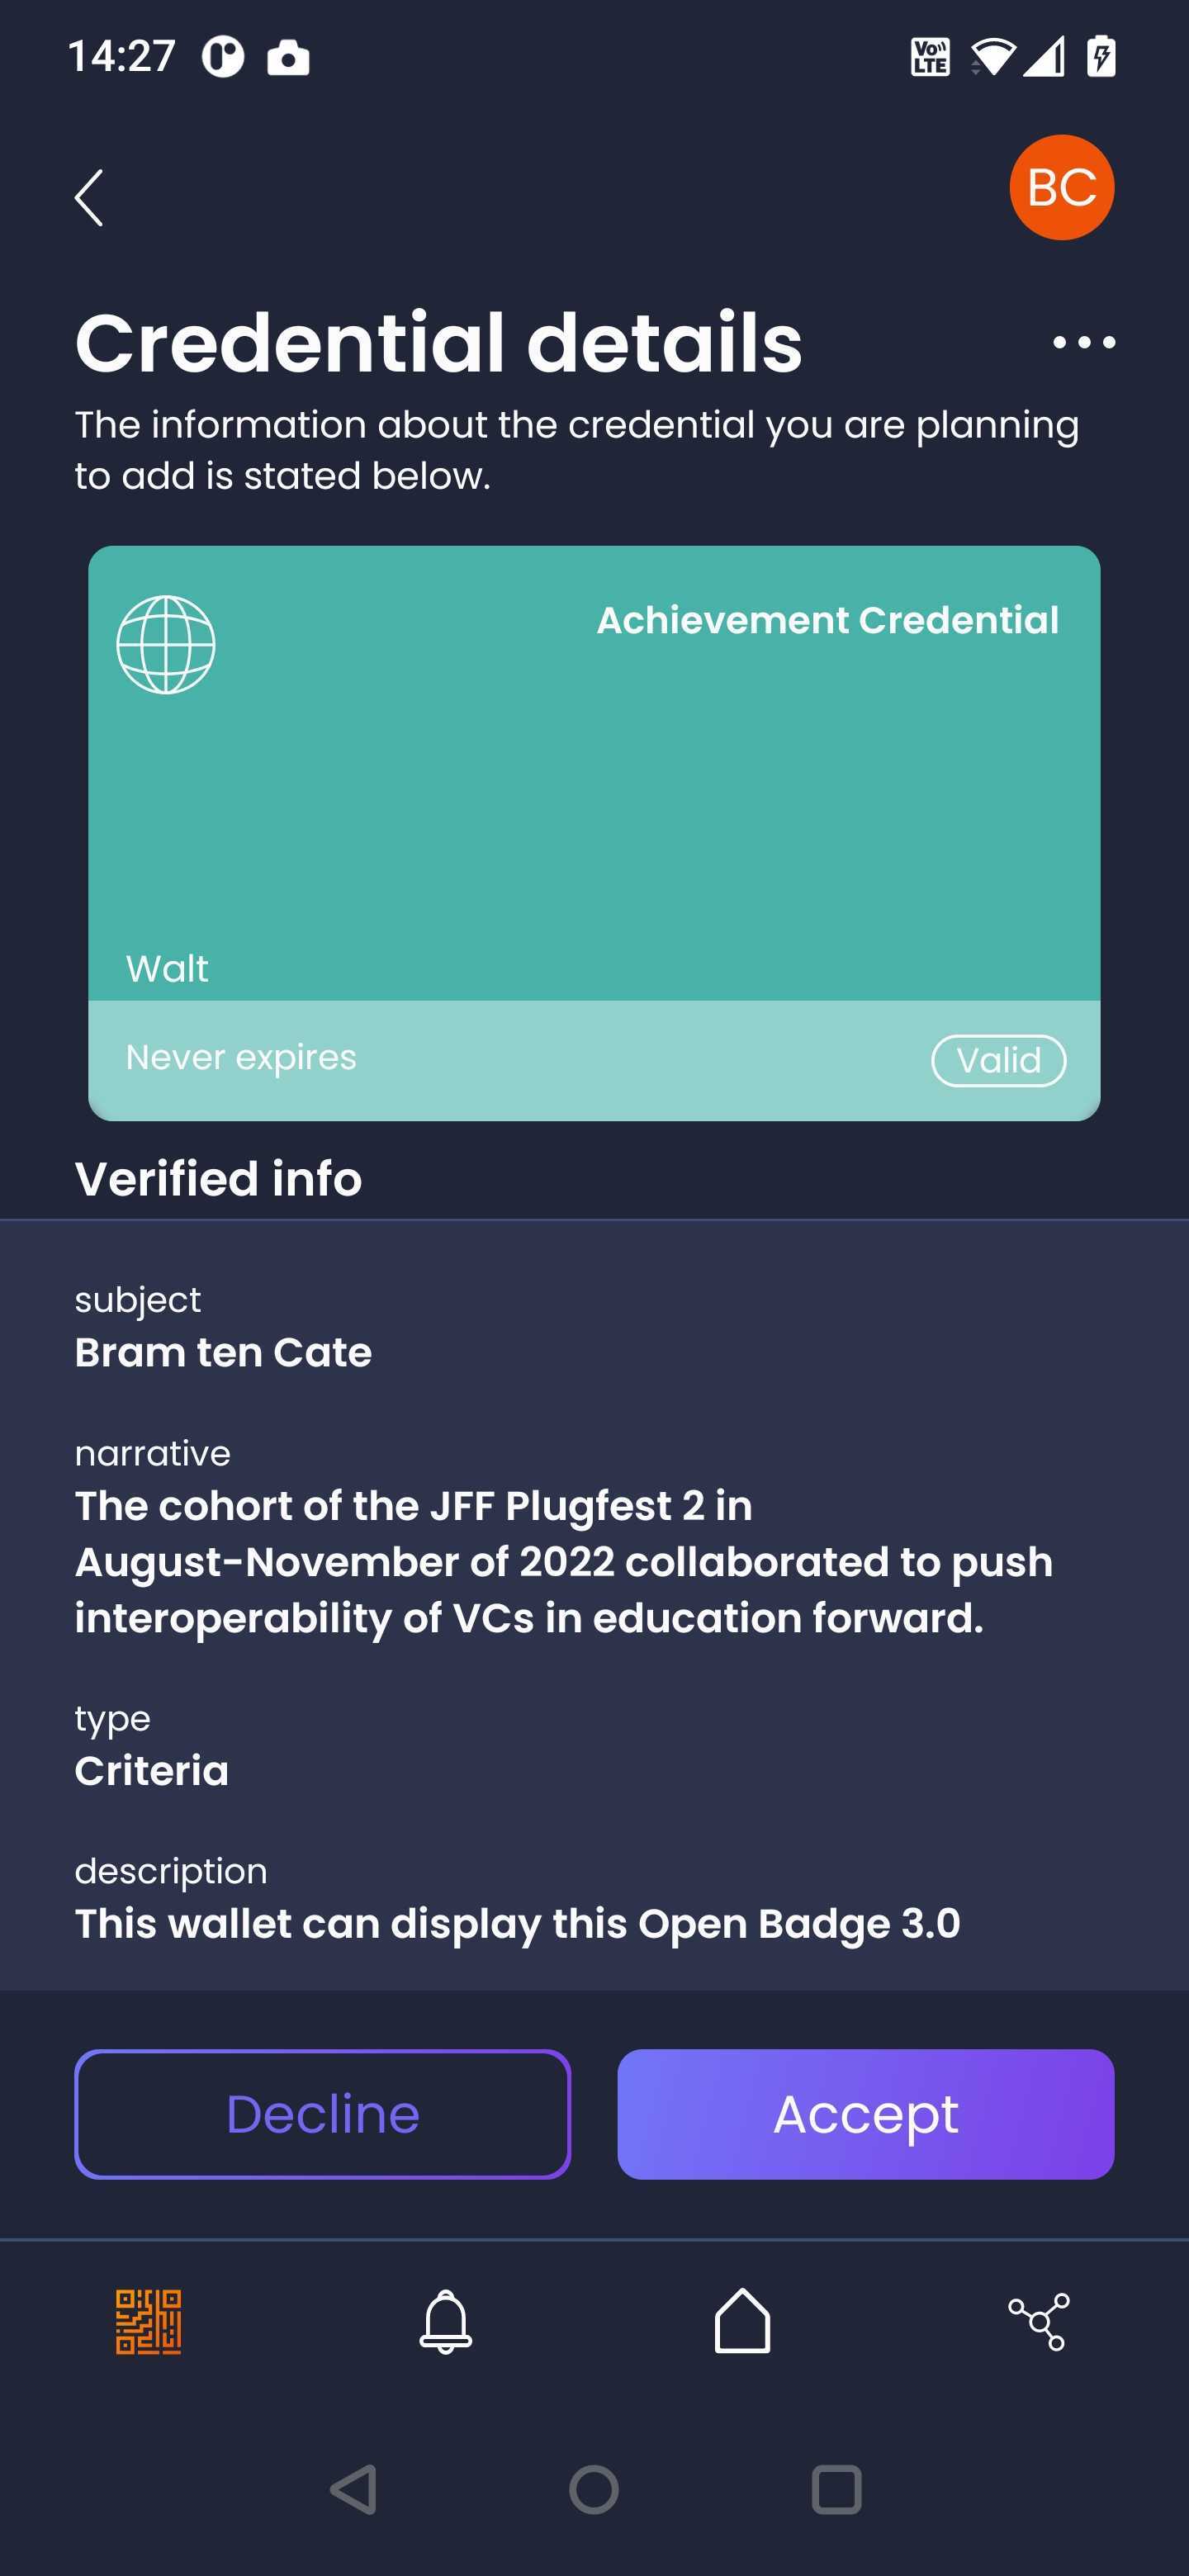 14:27
Vo LTE
BC
Credential details
The information about the credential you are planning
to add is stated below.
Achievement Credential
Walt
Never expires
Valid
Verified info
subject
Bram ten Cate
narrative
The cohort of the JFF Plugfest 2 in
August-November of 2022 collaborated to push
interoperability of VCs in education forward.
type
Criteria
description
This wallet can display this Open Badge 3.0
Decline
Accept